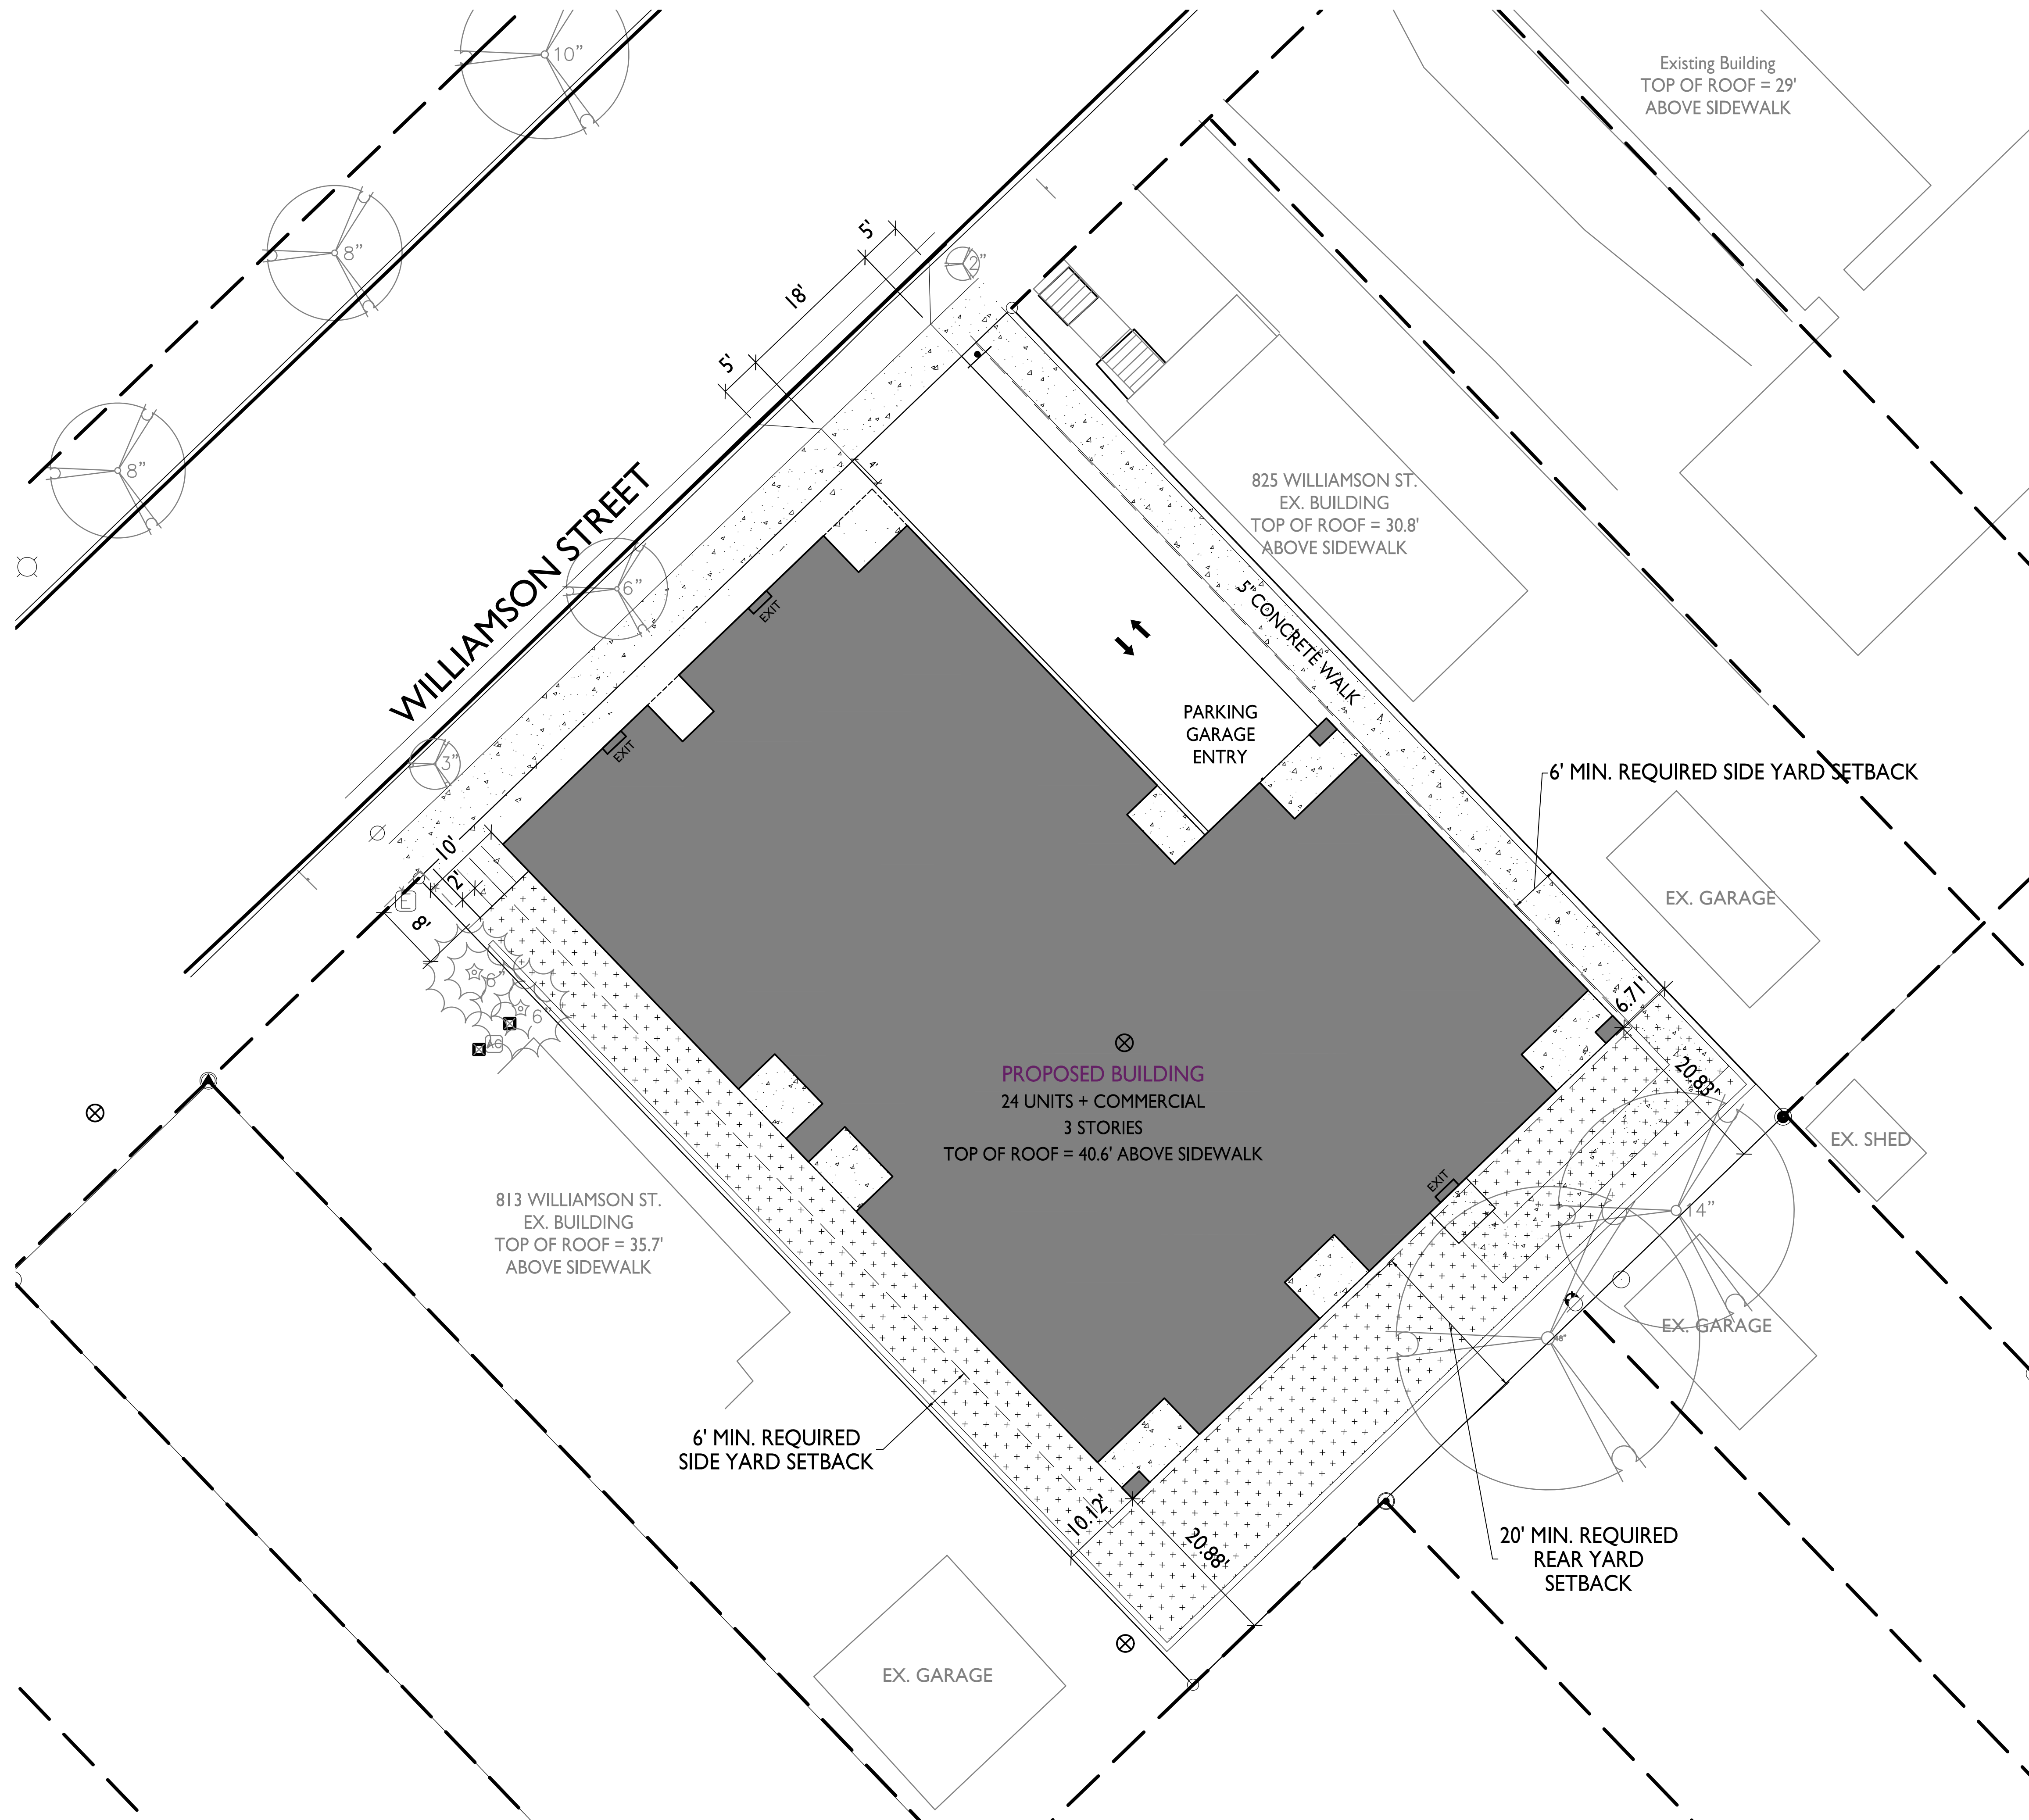 10"
Existing Building
TOP OF ROOF = 29'
ABOVE SIDEWALK
8"
5'
2"
18'
5'
8"
4'
825 WILLIAMSON ST.
EX. BUILDING
TOP OF ROOF = 30.8'
ABOVE SIDEWALK
WILLIAMSON STREET
6"
EXIT
5' CONCRETE WALK
EXIT
PARKING
GARAGE
ENTRY
3"
6' MIN. REQUIRED SIDE YARD SETBACK
10'
2'
E
8'
EX. GARAGE
6"
6"
AC
6.71'
20.83'
PROPOSED BUILDING
24 UNITS + COMMERCIAL
3 STORIES
TOP OF ROOF = 40.6' ABOVE SIDEWALK
EX. SHED
EXIT
14"
813 WILLIAMSON ST.
EX. BUILDING
TOP OF ROOF = 35.7'
ABOVE SIDEWALK
48"
EX. GARAGE
6' MIN. REQUIRED
SIDE YARD SETBACK
10.12'
20.88'
20' MIN. REQUIRED
REAR YARD
SETBACK
EX. GARAGE